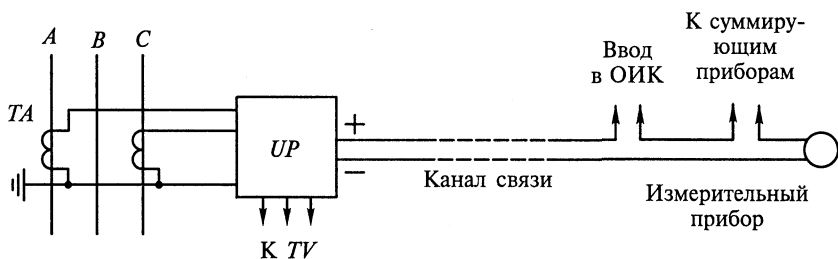 A B C
TA
UP
+
−
К TV
Канал связи
Ввод
в ОИК
К суммиру-
ющим
приборам
Измерительный
прибор